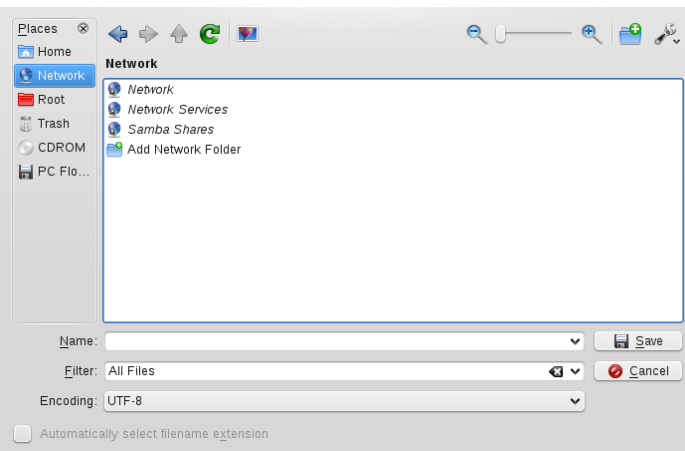 Places
Home
Network
Root
Trash
CDROM
PC Flo...
Network
Network
Network Services
Samba Shares
Add Network Folder
Name:
Save
Filter: All Files
Cancel
Encoding: UTF-8
Automatically select filename extension